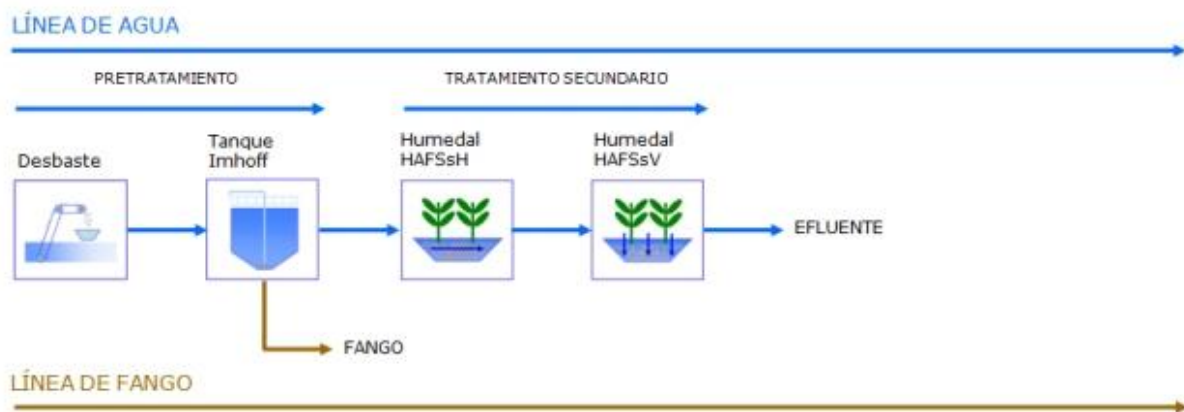 LÍNEA DE AGUA
PRETRATAMIENTO
TRATAMIENTO SECUNDARIO
Desbaste
Tanque
Imhoff
Humedal
HAFSsH
Humedal
HAFSsV
EFLUENTE
FANGO
LÍNEA DE FANGO